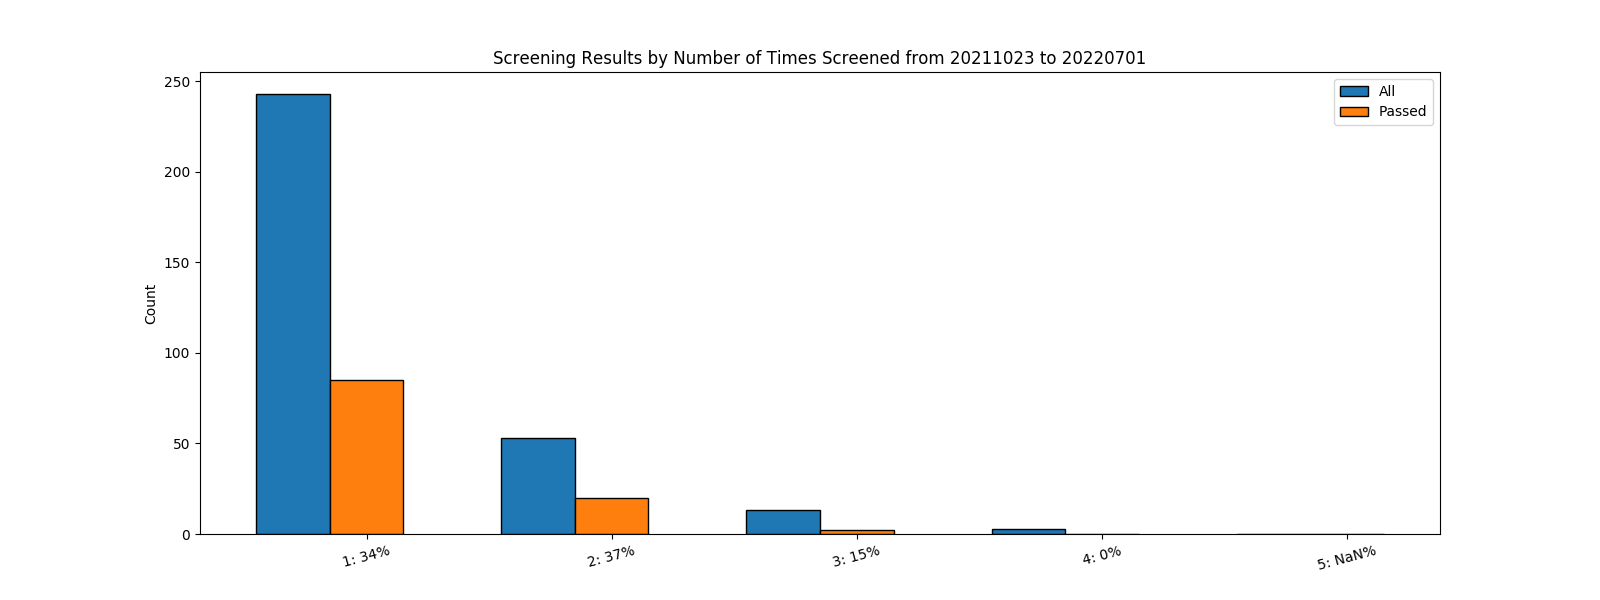 Screening Results by Number of Times Screened from 20211023 to 20220701
250
200
150
100
50
0
Count
All
Passed
1: 34%
2: 37%
3: 15%
4: 0%
5: NaN%